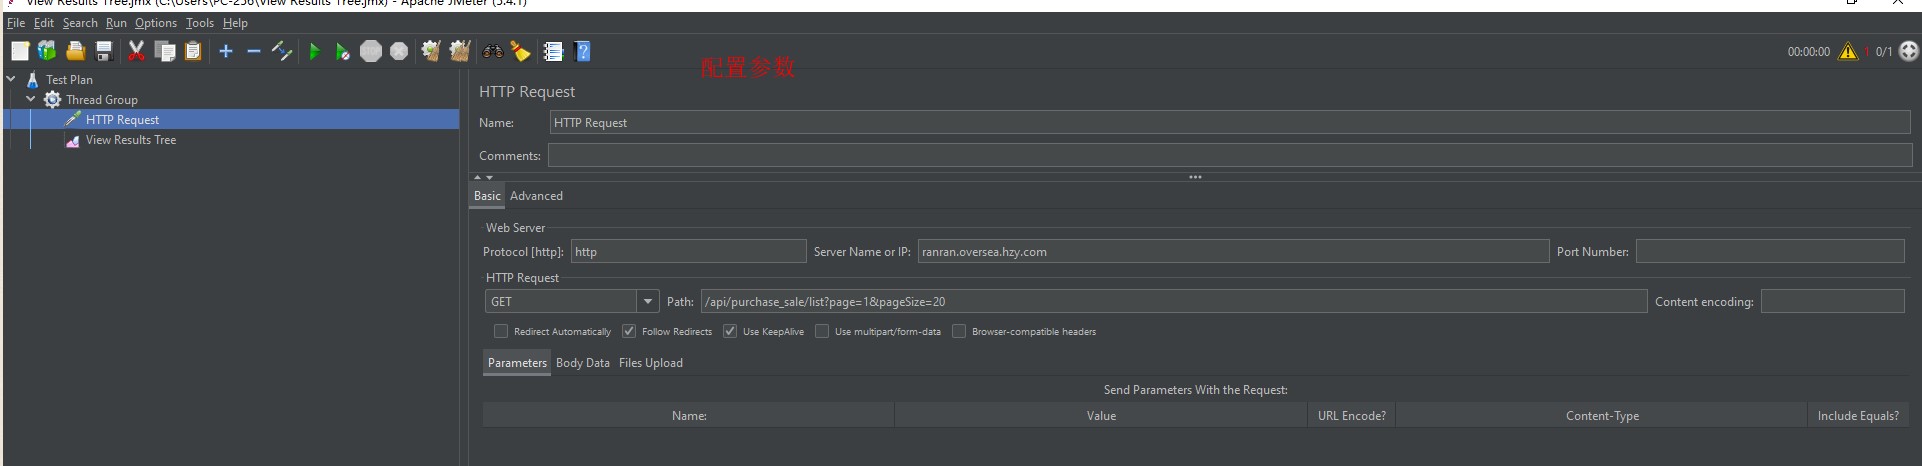 View Results Tree.jmx (C:\Users\PC-256\View Results Tree.jmx) - Apache JMeter (5.4.1)
File Edit Search Run Options Tools Help
00:00:00 1 0/1
配置参数
Test Plan
Thread Group
HTTP Request
View Results Tree
HTTP Request
Name: HTTP Request
Comments:
Basic Advanced
Web Server
Protocol [http]: http Server Name or IP: ranran.oversea.hzy.com Port Number:
HTTP Request
GET Path: /api/purchase_sale/list?page=1&pageSize=20 Content encoding:
Redirect Automatically Follow Redirects Use KeepAlive Use multipart/form-data Browser-compatible headers
Parameters Body Data Files Upload
Send Parameters With the Request:
Name: Value URL Encode? Content-Type Include Equals?